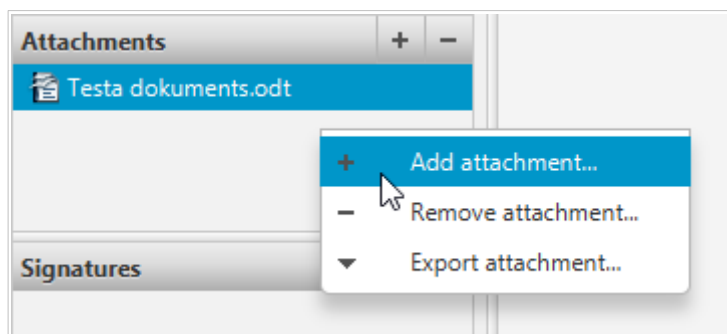 Attachments + −
Testa dokuments.odt
+ Add attachment...
− Remove attachment...
Export attachment...
Signatures